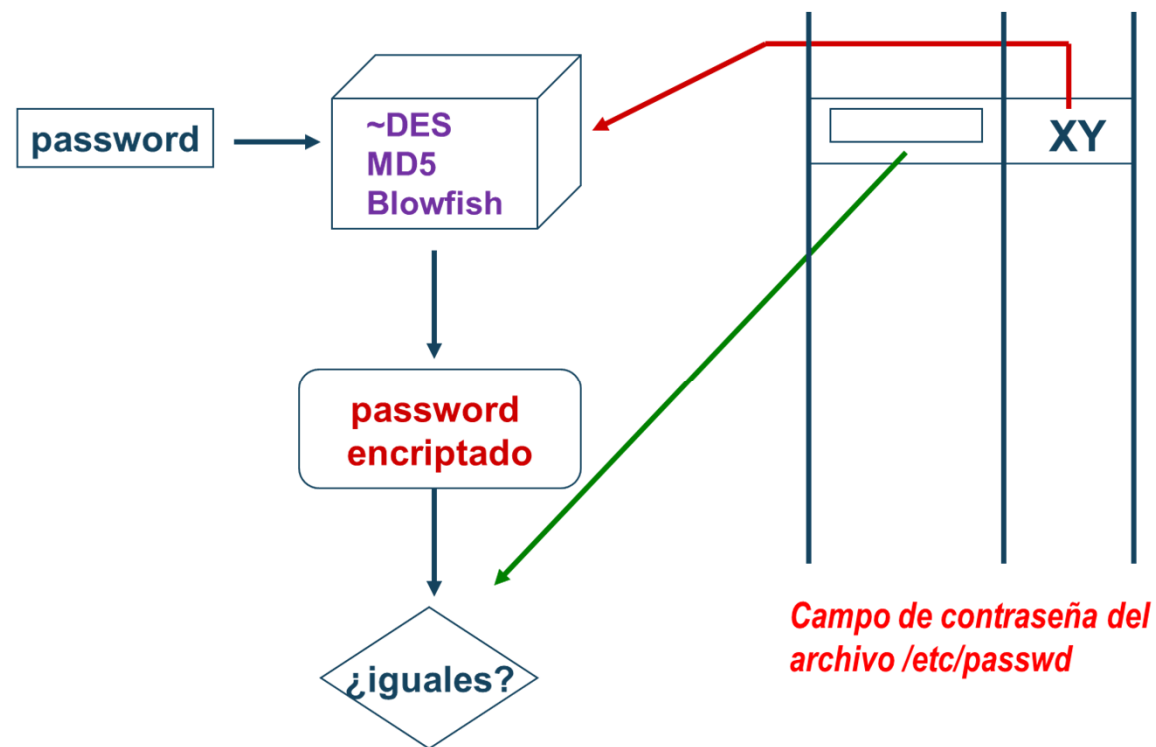 password
~DES
MD5
Blowfish
XY
password
encriptado
¿iguales?
Campo de contraseña del
archivo /etc/passwd